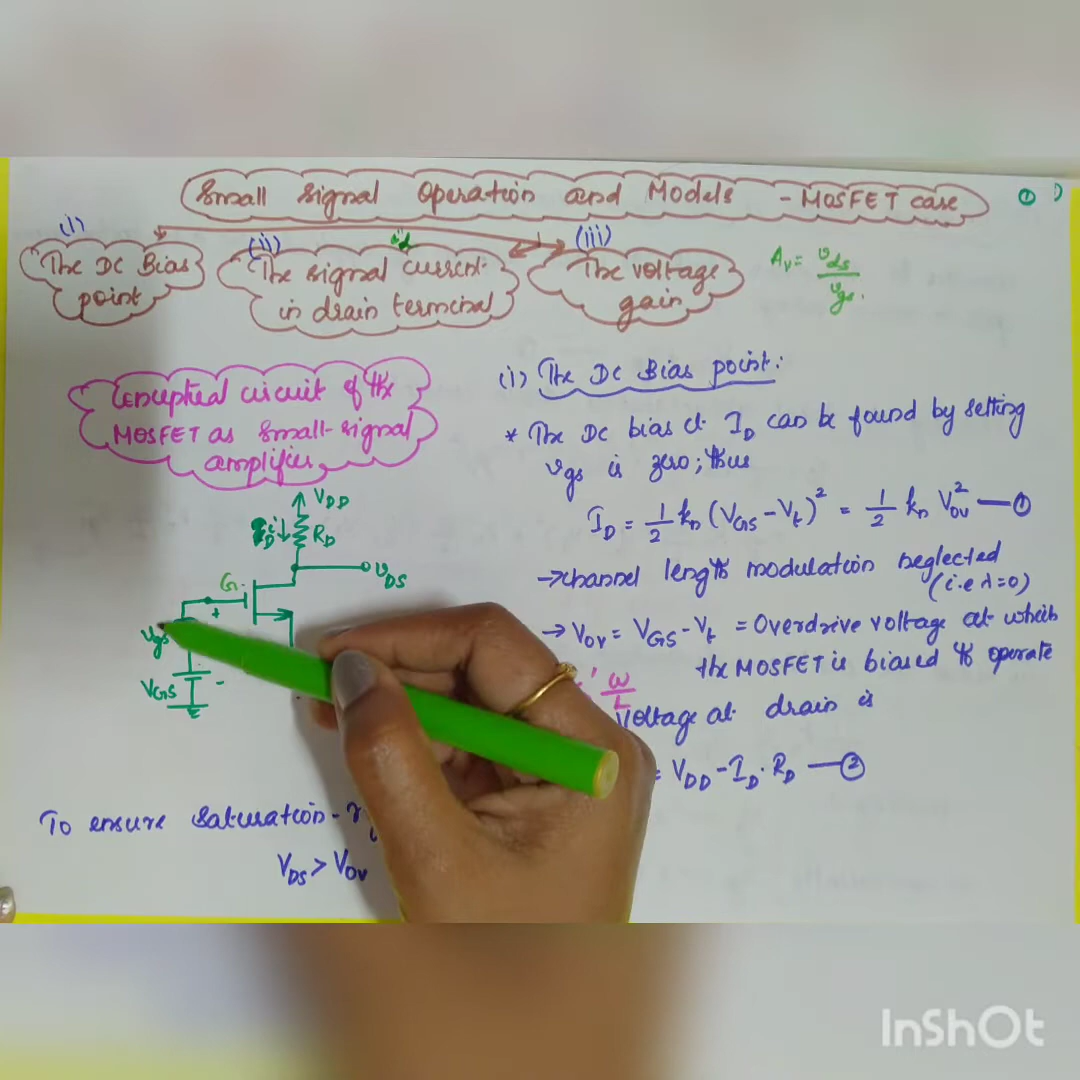 Small Signal Operation and Models - MOSFET case
①
(i)
The DC Bias
point
(ii)
id
The signal current
in drain terminal
(iii)
The voltage
gain
Av = vds
vgs
Conceptual circuit of the
MOSFET as Small-signal
amplifier
VDD
iD
RD
vDS
G
+
vgs
VGS
-
To ensure Saturation-
VDS > VOV
(i) The DC Bias point:
* The DC bias ct ID can be found by setting
vgs is zero; thus
ID = 1/2 kn (VGS - Vt)² = 1/2 kn VOV² — ①
→ channel length modulation neglected
(i.e λ=0)
→ VOV = VGS - Vt = Overdrive voltage at which
the MOSFET is biased to operate
' W
L
Voltage at drain is
= VDD - ID . RD — ②
InShOt